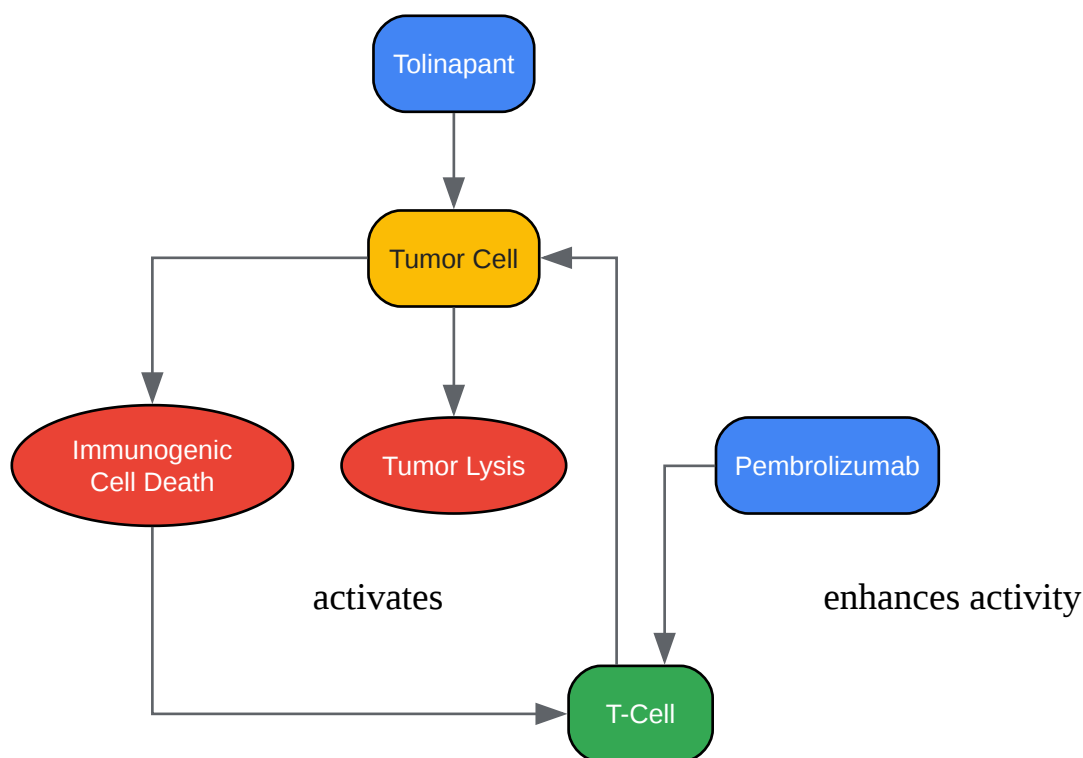 Tolinapant
Tumor Cell
Immunogenic
Cell Death
Tumor Lysis
Pembrolizumab
activates
enhances activity
T-Cell